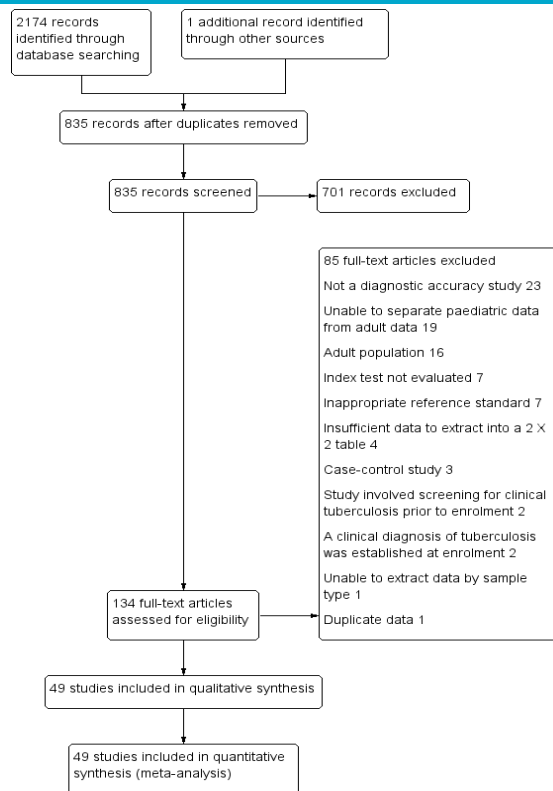 2174 records
identified through
database searching
1 additional record identified
through other sources
835 records after duplicates removed
835 records screened
701 records excluded
85 full-text articles excluded
Not a diagnostic accuracy study 23
Unable to separate paediatric data
from adult data 19
Adult population 16
Index test not evaluated 7
Inappropriate reference standard 7
Insufficient data to extract into a 2 X
2 table 4
Case-control study 3
Study involved screening for clinical
tuberculosis prior to enrolment 2
A clinical diagnosis of tuberculosis
was established at enrolment 2
Unable to extract data by sample
type 1
Duplicate data 1
134 full-text articles
assessed for eligibility
49 studies included in qualitative synthesis
49 studies included in quantitative
synthesis (meta-analysis)